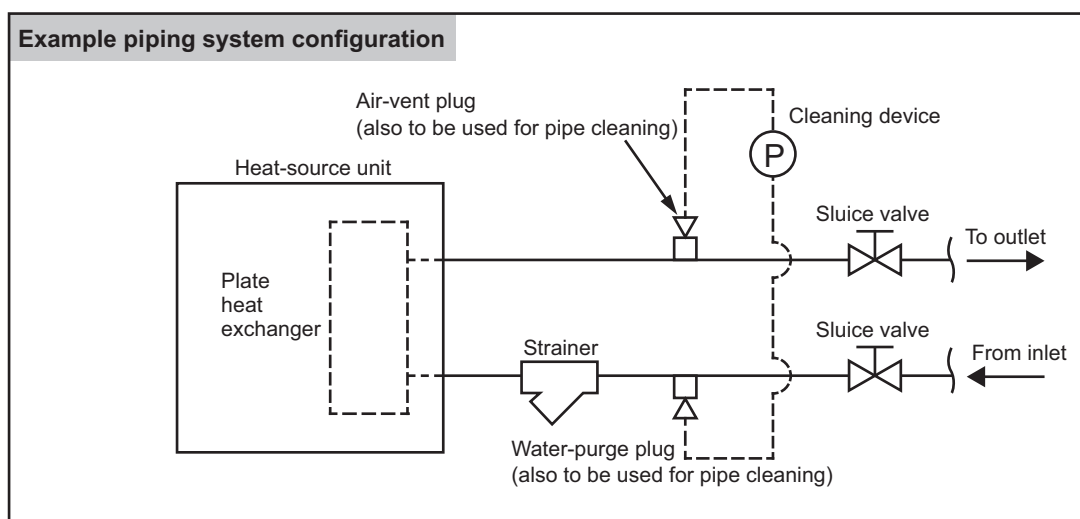 Example piping system configuration
Air-vent plug
(also to be used for pipe cleaning)
Cleaning device
P
Heat-source unit
Sluice valve
To outlet
Plate
heat
exchanger
Strainer
Sluice valve
From inlet
Water-purge plug
(also to be used for pipe cleaning)